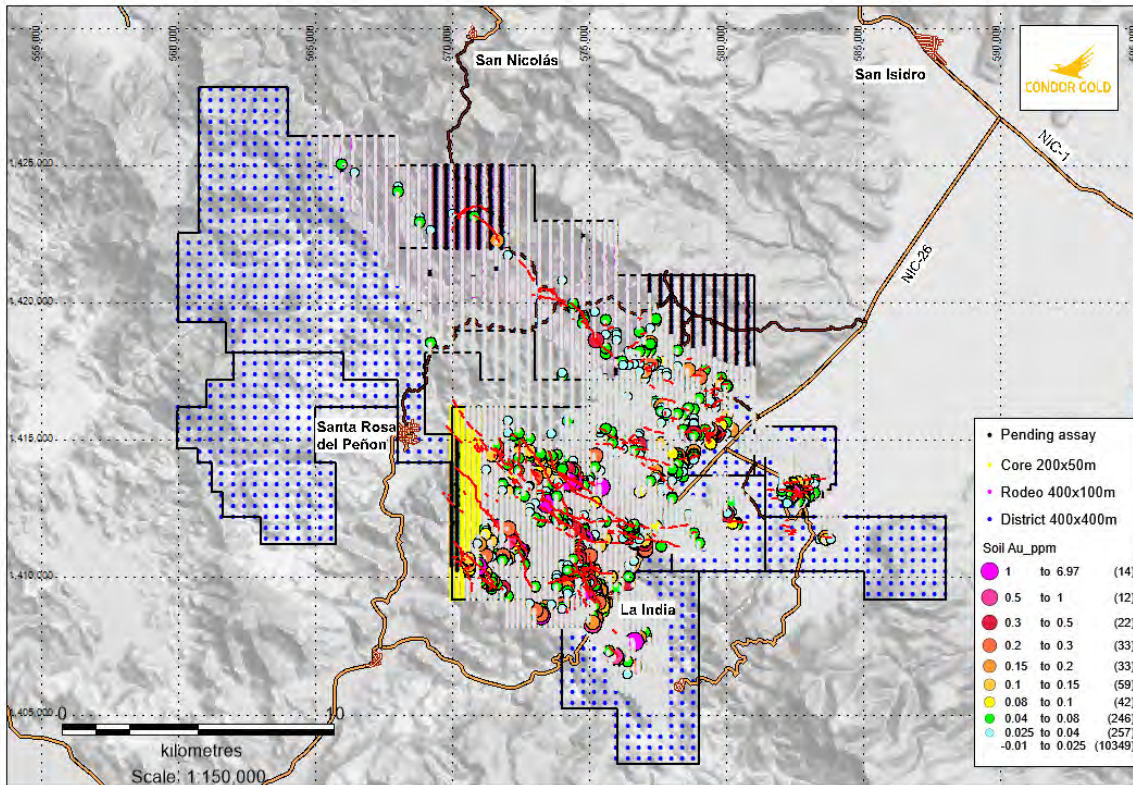 565,000
560,000
565,000
570,000
575,000
580,000
585,000
590,000
San Nicolás
San Isidro
CONDOR GOLD
NIC-1
1,425,000
NIC-26
1,420,000
1,415,000
Santa Rosa
del Peñon
1,410,000
La India
1,405,000
0
10
kilometres
Scale: 1:150,000
Pending assay
Core 200x50m
Rodeo 400x100m
District 400x400m
Soil Au_ppm
1 to 6.97 (14)
0.5 to 1 (12)
0.3 to 0.5 (22)
0.2 to 0.3 (33)
0.15 to 0.2 (33)
0.1 to 0.15 (59)
0.08 to 0.1 (42)
0.04 to 0.08 (246)
0.025 to 0.04 (257)
-0.01 to 0.025 (10349)